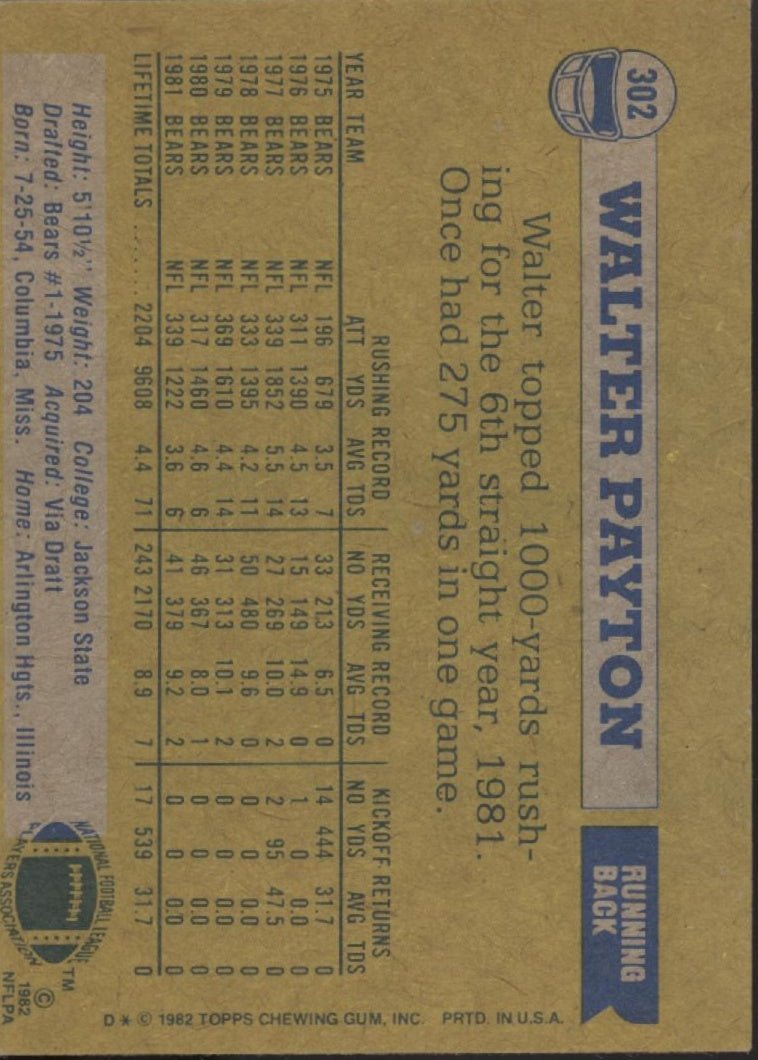 302
WALTER PAYTON
RUNNING
BACK
Walter topped 1000-yards rush-
ing for the 6th straight year, 1981.
Once had 275 yards in one game.
RUSHING RECORD RECEIVING RECORD KICKOFF RETURNS
YEAR TEAM ATT YDS AVG TDS NO YDS AVG TDS NO YDS AVG TDS
1975 BEARS NFL 196 679 3.5 7 33 213 6.5 0 14 444 31.7 0
1976 BEARS NFL 311 1390 4.5 13 15 149 14.9 0 1 0 0.0 0
1977 BEARS NFL 339 1852 5.5 14 27 269 10.0 2 2 95 47.5 0
1978 BEARS NFL 333 1395 4.2 11 50 480 9.6 0 0 0 0.0 0
1979 BEARS NFL 369 1610 4.4 14 31 313 10.1 2 0 0 0.0 0
1980 BEARS NFL 317 1460 4.6 6 46 367 8.0 1 0 0 0.0 0
1981 BEARS NFL 339 1222 3.6 6 41 379 9.2 2 0 0 0.0 0
LIFETIME TOTALS ........ 2204 9608 4.4 71 243 2170 8.9 7 17 539 31.7 0
Height: 5'10½" Weight: 204 College: Jackson State
Drafted: Bears #1-1975 Acquired: Via Draft
Born: 7-25-54, Columbia, Miss. Home: Arlington Hgts., Illinois
NATIONAL FOOTBALL LEAGUE
PLAYERS ASSOCIATION
TM
©
1982
NFLPA
D * © 1982 TOPPS CHEWING GUM, INC. PRTD. IN U.S.A.